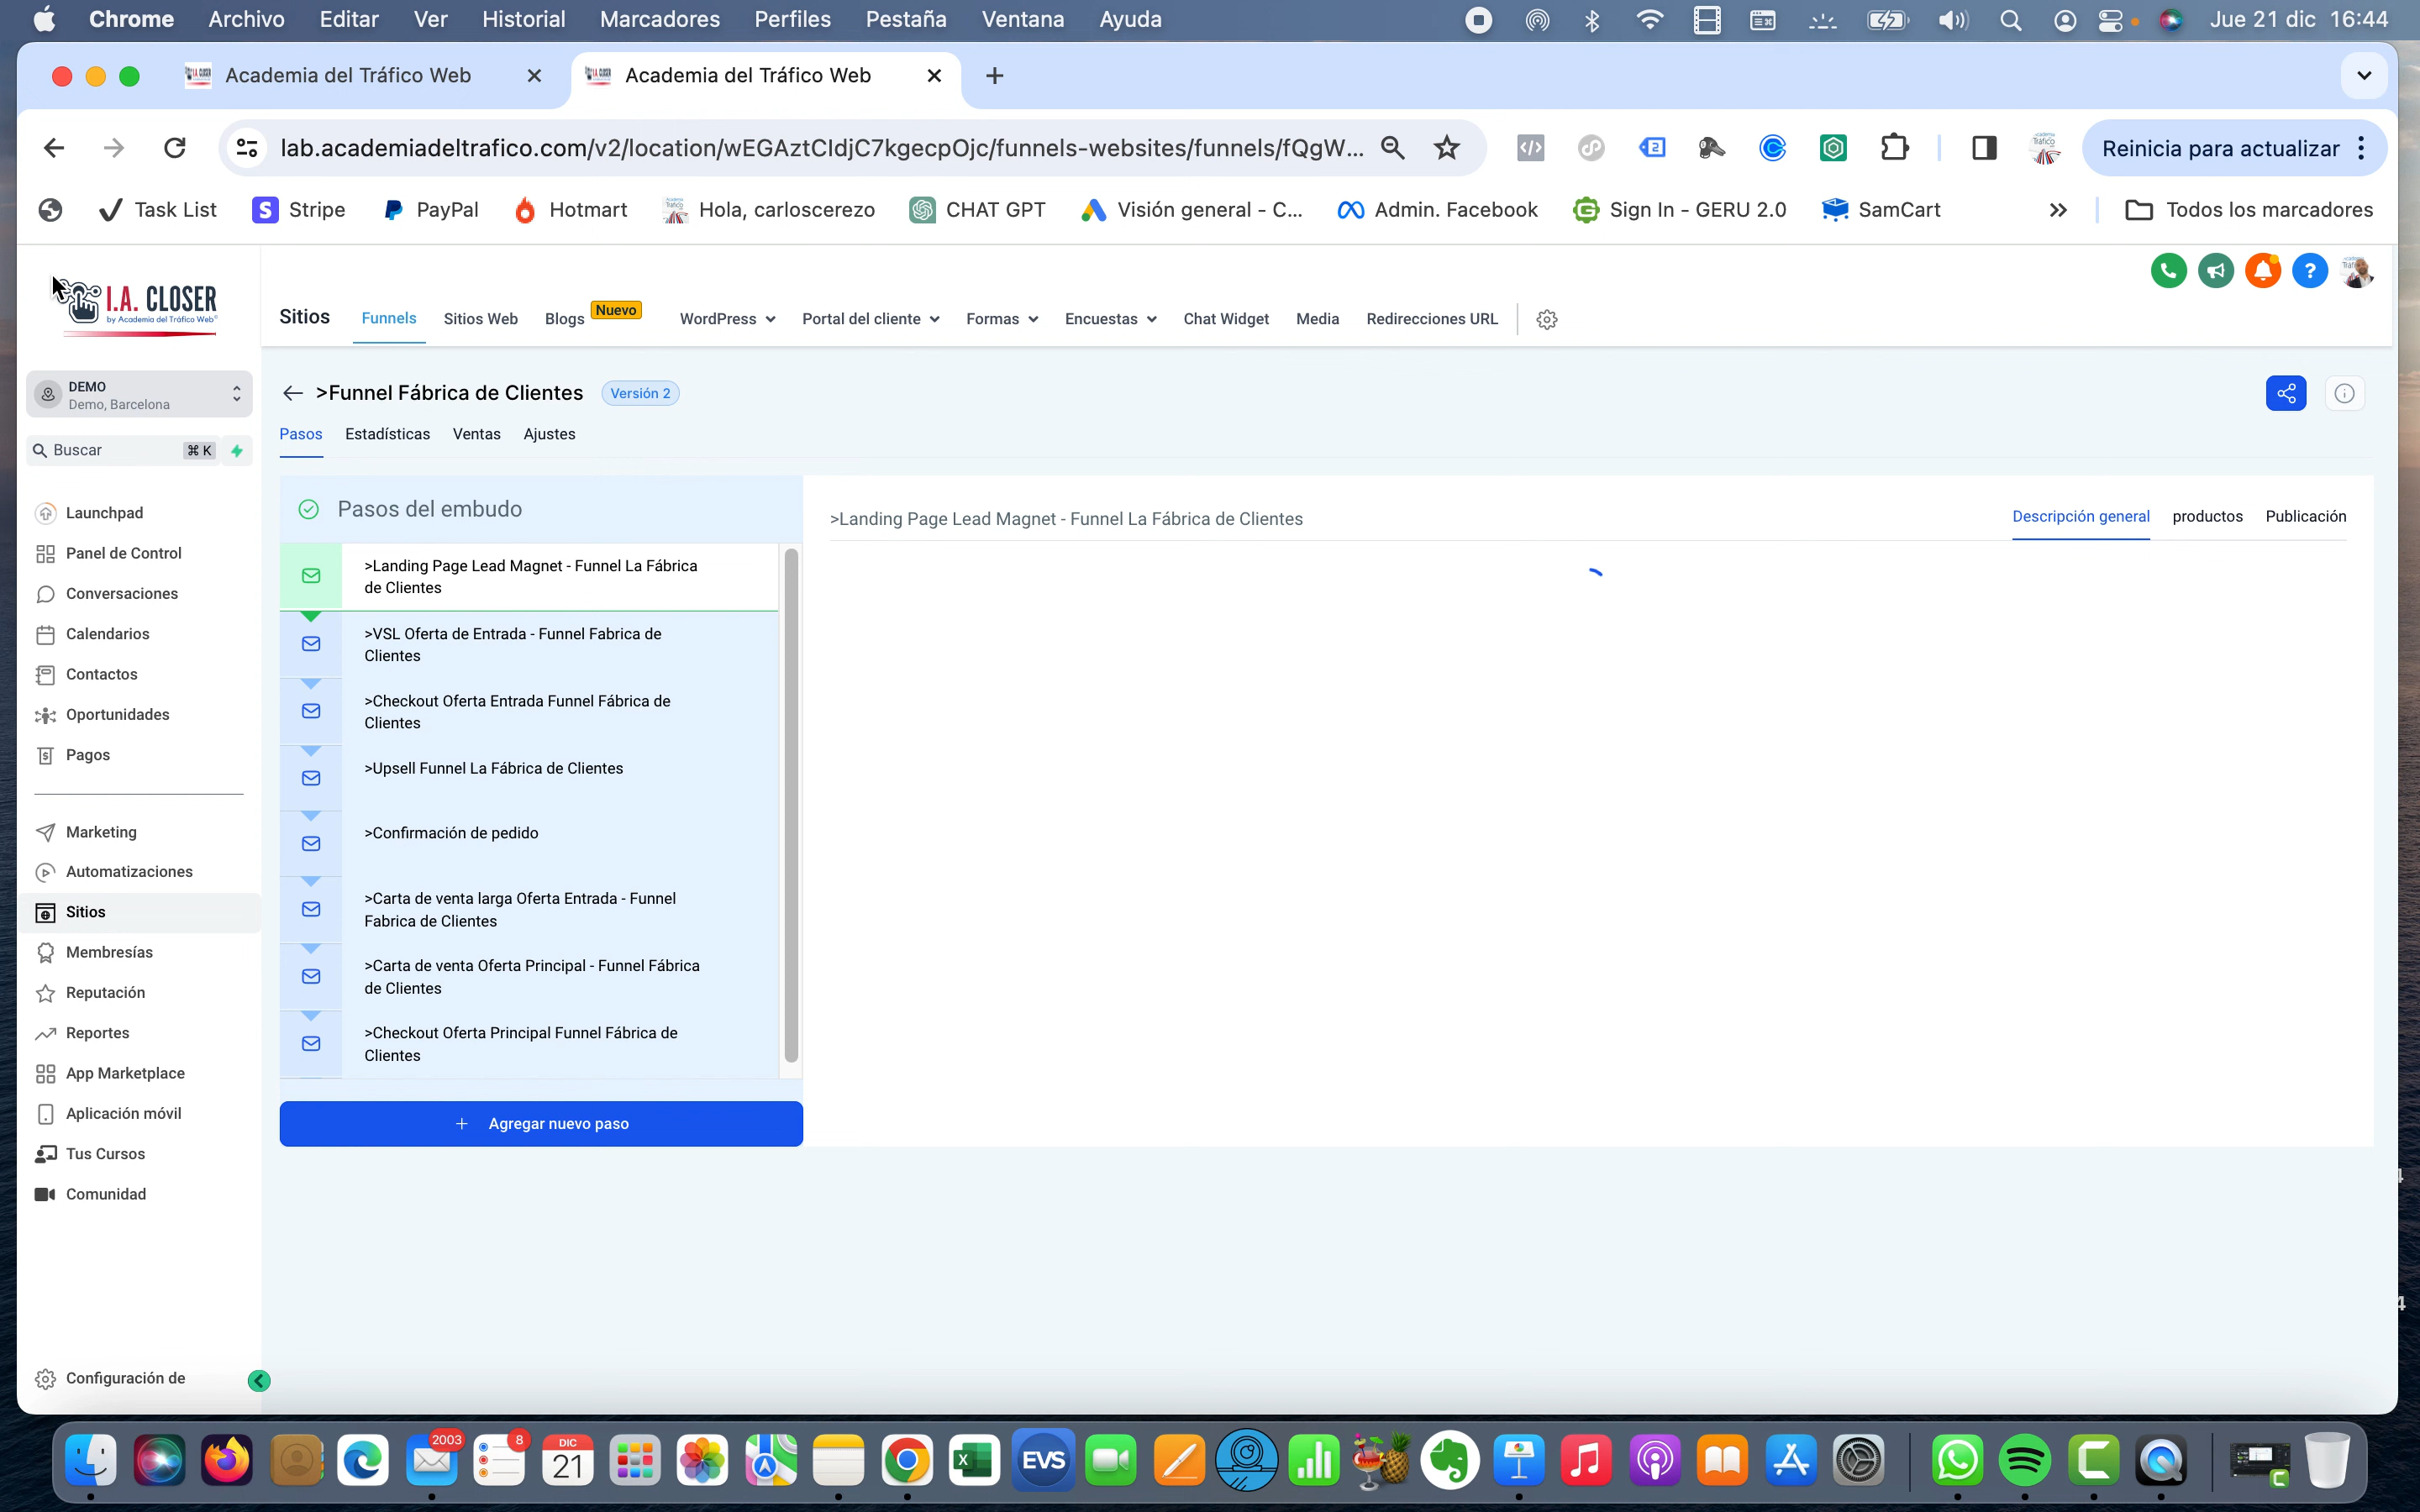 Chrome Archivo Editar Ver Historial Marcadores Perfiles Pestaña Ventana Ayuda Jue 21 dic 16:44
Academia del Tráfico Web Academia del Tráfico Web
lab.academiadeltrafico.com/v2/location/wEGAztCIdjC7kgecpOjc/funnels-websites/funnels/fQgW... Reinicia para actualizar
Task List Stripe PayPal Hotmart Hola, carloscerezo CHAT GPT Visión general - C... Admin. Facebook Sign In - GERU 2.0 SamCart Todos los marcadores
I.A. CLOSER
by Academia del Tráfico Web
Sitios Funnels Sitios Web Blogs Nuevo WordPress Portal del cliente Formas Encuestas Chat Widget Media Redirecciones URL
DEMO
Demo, Barcelona
Buscar ⌘ K
Launchpad
Panel de Control
Conversaciones
Calendarios
Contactos
Oportunidades
Pagos
Marketing
Automatizaciones
Sitios
Membresías
Reputación
Reportes
App Marketplace
Aplicación móvil
Tus Cursos
Comunidad
Configuración de
>Funnel Fábrica de Clientes Versión 2
Pasos Estadísticas Ventas Ajustes
Pasos del embudo
>Landing Page Lead Magnet - Funnel La Fábrica
de Clientes
>VSL Oferta de Entrada - Funnel Fabrica de
Clientes
>Checkout Oferta Entrada Funnel Fábrica de
Clientes
>Upsell Funnel La Fábrica de Clientes
>Confirmación de pedido
>Carta de venta larga Oferta Entrada - Funnel
Fabrica de Clientes
>Carta de venta Oferta Principal - Funnel Fábrica
de Clientes
>Checkout Oferta Principal Funnel Fábrica de
Clientes
+ Agregar nuevo paso
>Landing Page Lead Magnet - Funnel La Fábrica de Clientes
Descripción general productos Publicación
2003 8 DIC
21 EVS